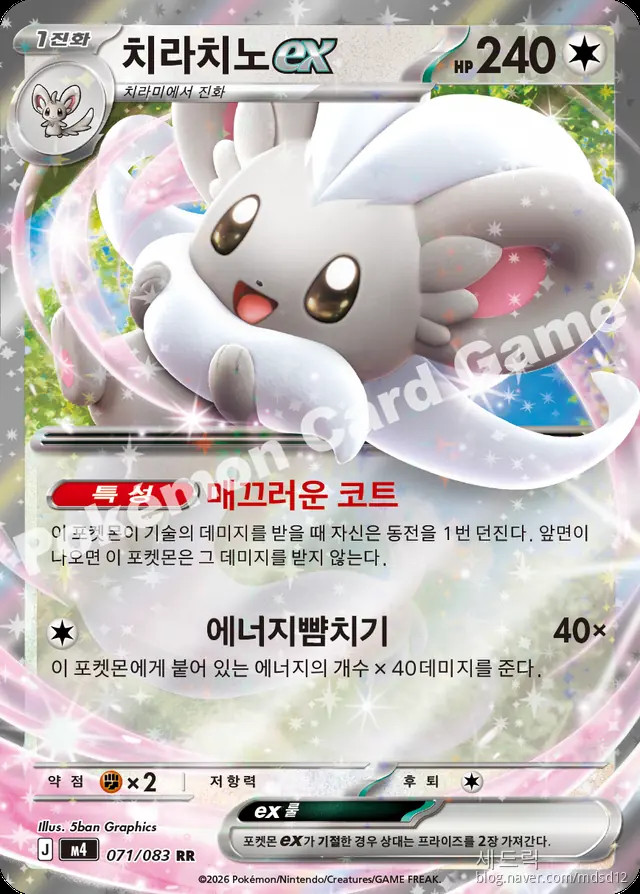 1진화
치라치노 ex
HP 240
치라미에서 진화
Pokémon Card Game
특성 매끄러운 코트
이 포켓몬이 기술의 데미지를 받을 때 자신은 동전을 1번 던진다. 앞면이
나오면 이 포켓몬은 그 데미지를 받지 않는다.
에너지뺨치기 40×
이 포켓몬에게 붙어 있는 에너지의 개수 × 40데미지를 준다.
약점 ×2 저항력 후퇴
ex 룰
포켓몬 ex가 기절한 경우 상대는 프라이즈를 2장 가져간다.
Illus. 5ban Graphics
J M4 071/083 RR
©2026 Pokémon/Nintendo/Creatures/GAME FREAK.
세드릭
blog.naver.com/mdsd12